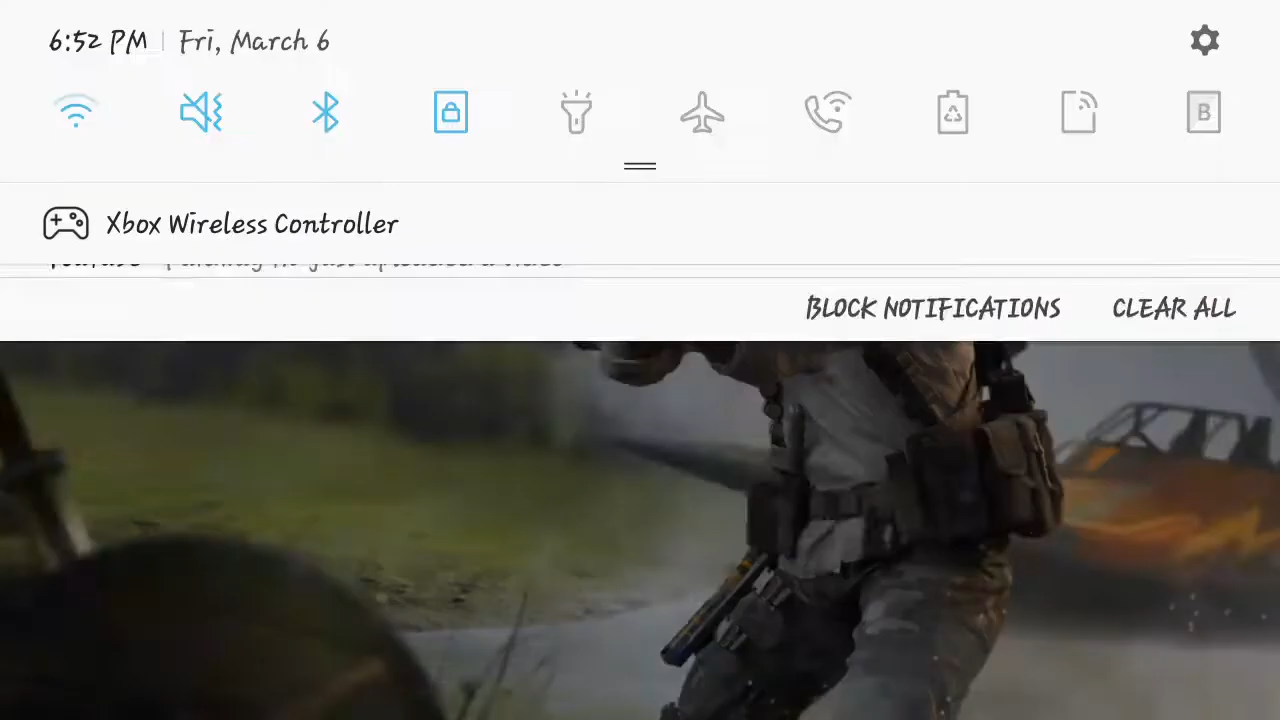 6:52 PM | Fri, March 6
B
Xbox Wireless Controller
BLOCK NOTIFICATIONS CLEAR ALL